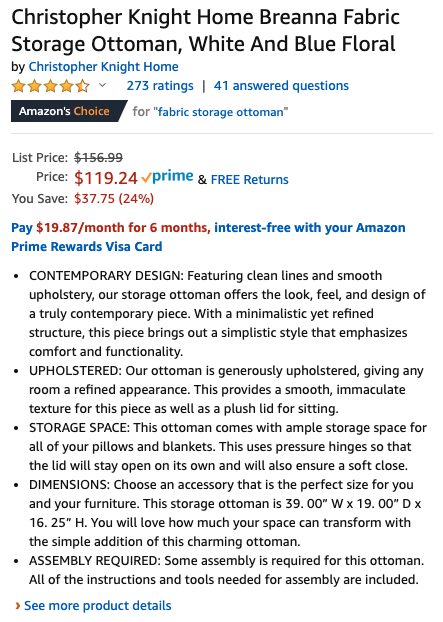 Christopher Knight Home Breanna Fabric
Storage Ottoman, White And Blue Floral
by Christopher Knight Home
273 ratings | 41 answered questions
Amazon's Choice for "fabric storage ottoman"
List Price: $156.99
Price: $119.24 prime & FREE Returns
You Save: $37.75 (24%)
Pay $19.87/month for 6 months, interest-free with your Amazon
Prime Rewards Visa Card
• CONTEMPORARY DESIGN: Featuring clean lines and smooth
upholstery, our storage ottoman offers the look, feel, and design of
a truly contemporary piece. With a minimalistic yet refined
structure, this piece brings out a simplistic style that emphasizes
comfort and functionality.
• UPHOLSTERED: Our ottoman is generously upholstered, giving any
room a refined appearance. This provides a smooth, immaculate
texture for this piece as well as a plush lid for sitting.
• STORAGE SPACE: This ottoman comes with ample storage space for
all of your pillows and blankets. This uses pressure hinges so that
the lid will stay open on its own and will also ensure a soft close.
• DIMENSIONS: Choose an accessory that is the perfect size for you
and your furniture. This storage ottoman is 39. 00” W x 19. 00” D x
16. 25” H. You will love how much your space can transform with
the simple addition of this charming ottoman.
• ASSEMBLY REQUIRED: Some assembly is required for this ottoman.
All of the instructions and tools needed for assembly are included.
› See more product details